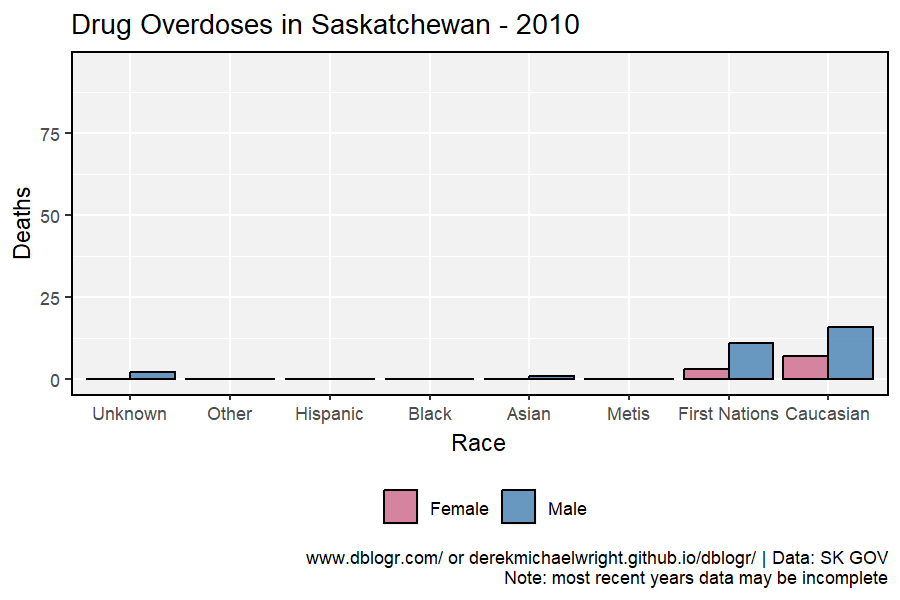 Drug Overdoses in Saskatchewan - 2010
Deaths
75
50
25
0
Unknown Other Hispanic Black Asian Metis First Nations Caucasian
Race
Female Male
www.dblogr.com/ or derekmichaelwright.github.io/dblogr/ | Data: SK GOV
Note: most recent years data may be incomplete